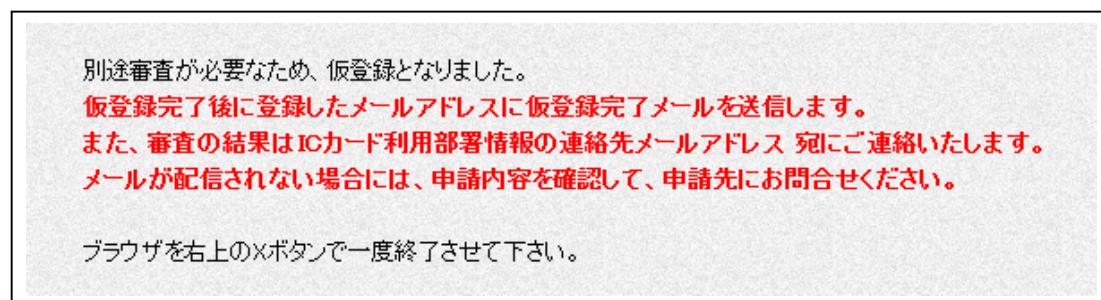 別途審査が必要なため、仮登録となりました。
仮登録完了後に登録したメールアドレスに仮登録完了メールを送信します。
また、審査の結果はICカード利用部署情報の連絡先メールアドレス 宛にご連絡いたします。
メールが配信されない場合には、申請内容を確認して、申請先にお問合せください。
ブラウザを右上の×ボタンで一度終了させて下さい。